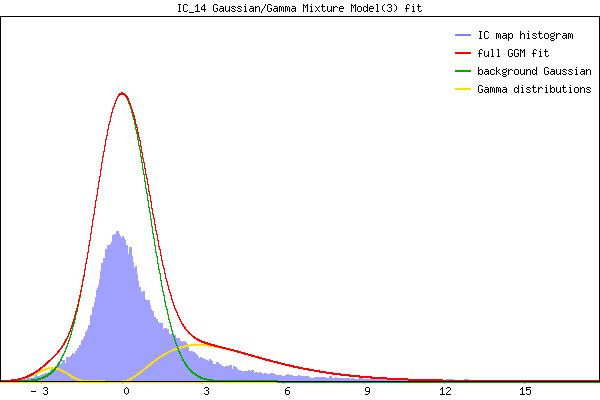 IC_14 Gaussian/Gamma Mixture Model(3) fit
IC map histogram
full GGM fit
background Gaussian
Gamma distributions
-3 0 3 6 9 12 15